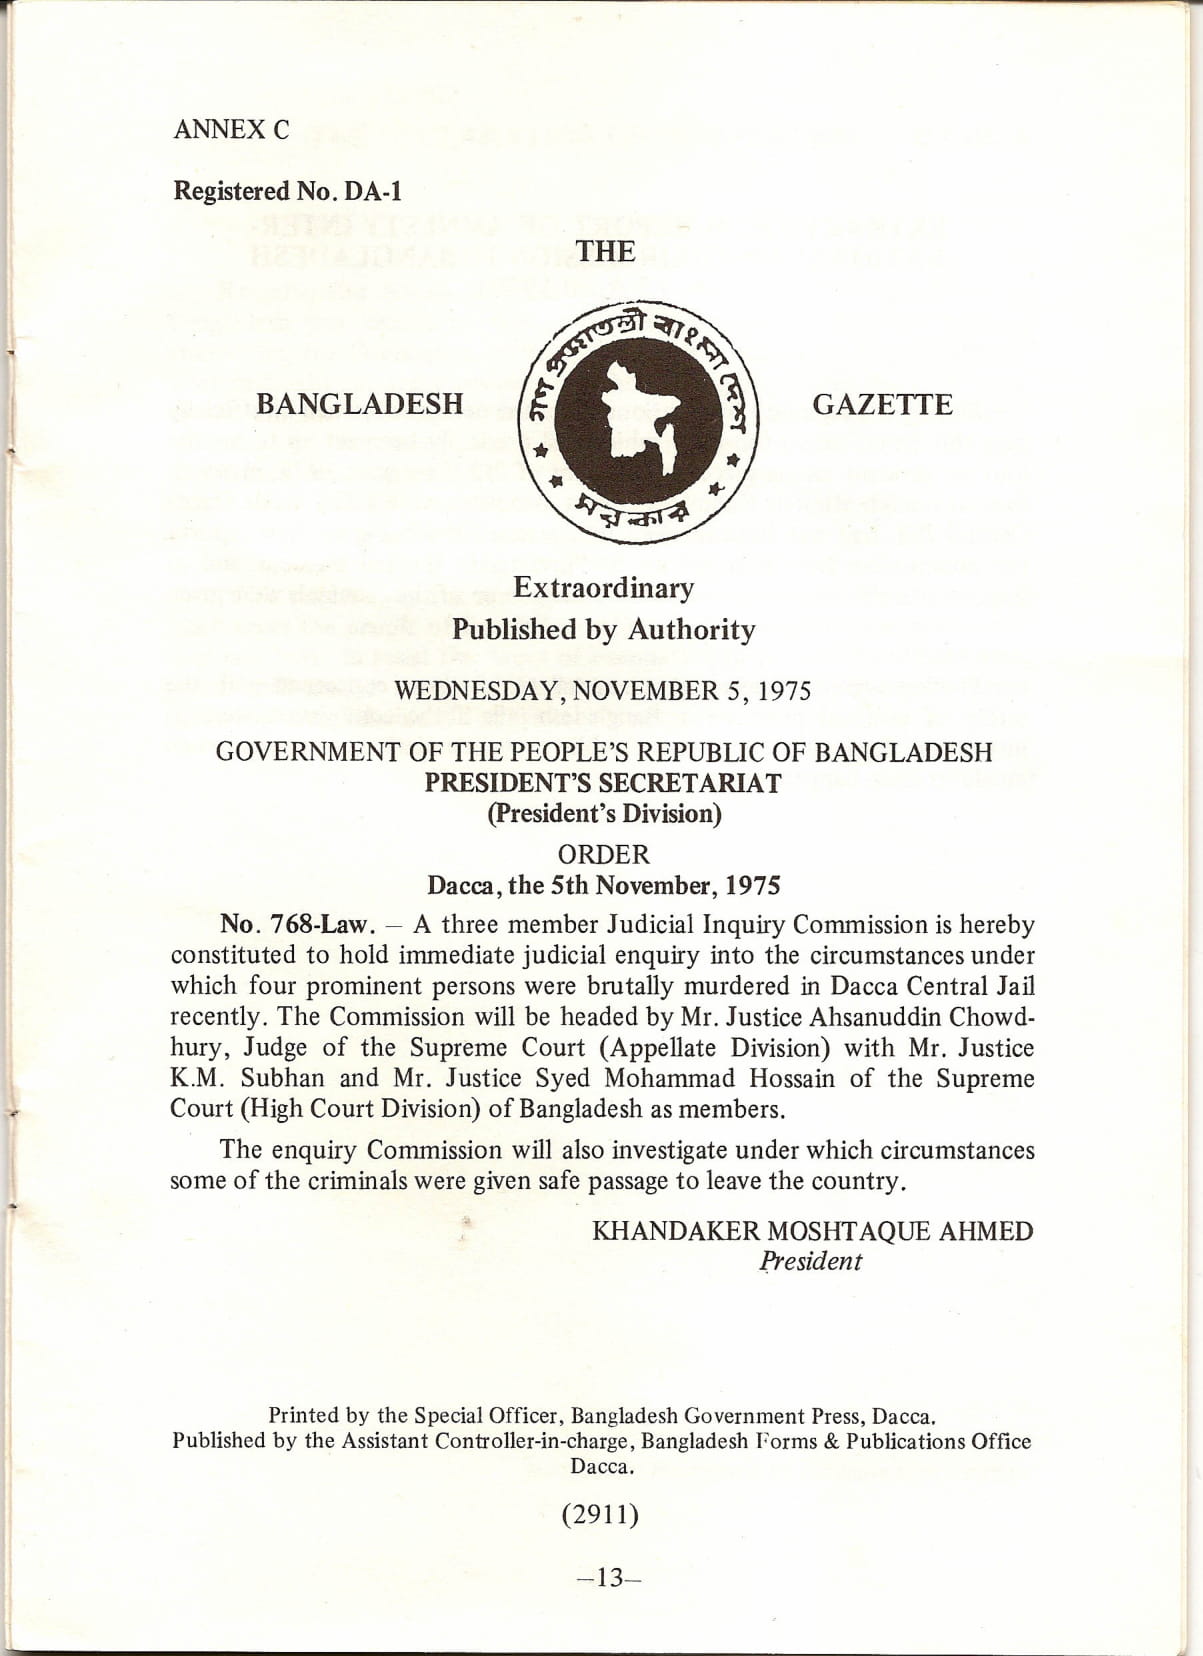 ANNEX C
Registered No. DA-1
THE
গণ প্রজাতন্ত্রী বাংলা দেশ
BANGLADESH
GAZETTE
সরকার
Extraordinary
Published by Authority
WEDNESDAY, NOVEMBER 5, 1975
GOVERNMENT OF THE PEOPLE'S REPUBLIC OF BANGLADESH
PRESIDENT'S SECRETARIAT
(President's Division)
ORDER
Dacca, the 5th November, 1975
No. 768-Law. — A three member Judicial Inquiry Commission is hereby
constituted to hold immediate judicial enquiry into the circumstances under
which four prominent persons were brutally murdered in Dacca Central Jail
recently. The Commission will be headed by Mr. Justice Ahsanuddin Chowd-
hury, Judge of the Supreme Court (Appellate Division) with Mr. Justice
K.M. Subhan and Mr. Justice Syed Mohammad Hossain of the Supreme
Court (High Court Division) of Bangladesh as members.
The enquiry Commission will also investigate under which circumstances
some of the criminals were given safe passage to leave the country.
KHANDAKER MOSHTAQUE AHMED
President
Printed by the Special Officer, Bangladesh Government Press, Dacca.
Published by the Assistant Controller-in-charge, Bangladesh Forms & Publications Office
Dacca.
(2911)
—13—